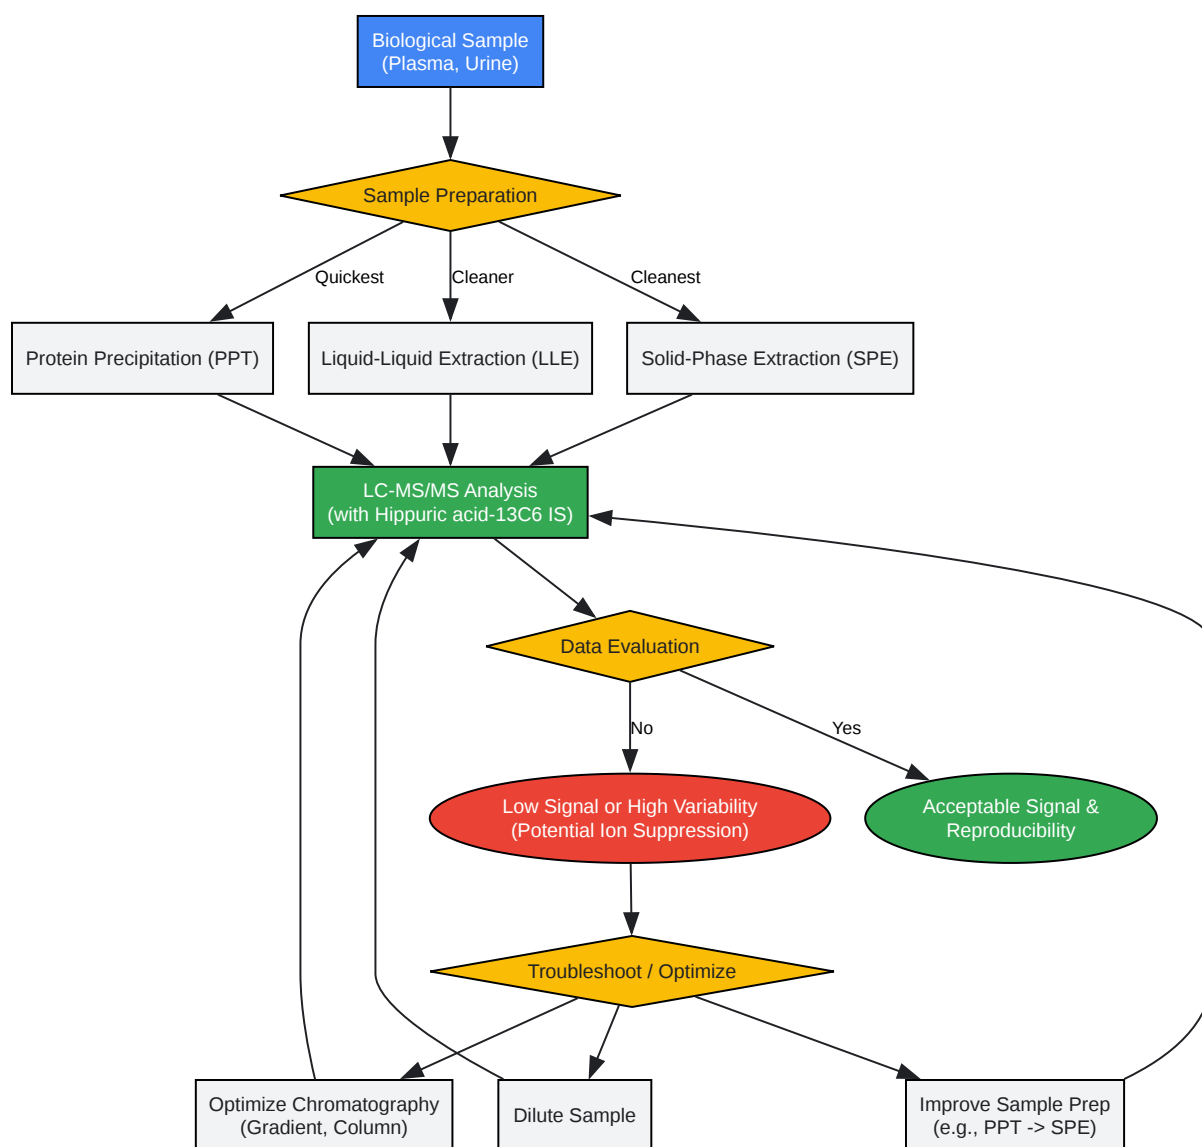 Biological Sample
(Plasma, Urine)
Sample Preparation
Quickest
Cleaner
Cleanest
Protein Precipitation (PPT)
Liquid-Liquid Extraction (LLE)
Solid-Phase Extraction (SPE)
LC-MS/MS Analysis
(with Hippuric acid-13C6 IS)
Data Evaluation
No
Yes
Low Signal or High Variability
(Potential Ion Suppression)
Acceptable Signal &
Reproducibility
Troubleshoot / Optimize
Optimize Chromatography
(Gradient, Column)
Dilute Sample
Improve Sample Prep
(e.g., PPT -> SPE)